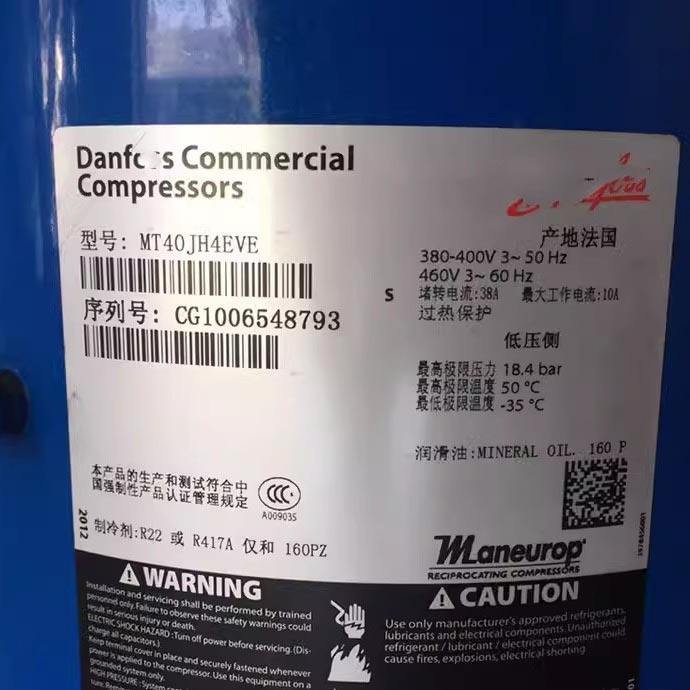 Danfoss Commercial
Compressors
型号: MT40JH4EVE
序列号: CG1006548793
产地法国
380-400V 3~ 50 Hz
460V 3~ 60 Hz
S 堵转电流:38A 最大工作电流:10A
过热保护
低压侧
最高极限压力 18.4 bar
最高极限温度 50 °C
最低极限温度 -35 °C
润滑油:MINERAL OIL. 160 P
本产品的生产和测试符合中
国强制性产品认证管理规定
CCC
A009035
2012
制冷剂:R22 或 R417A 仅和 160PZ
Maneurop
RECIPROCATING COMPRESSORS
WARNING
Installation and servicing shall be performed by trained
personnel only. Failure to observe these safety warnings could
result in serious injury or death.
ELECTRIC SHOCK HAZARD :Turn off power before servicing. (Dis-
charge all capacitors.)
Keep terminal cover in place and securely fastened whenever
power is applied to the compressor. Use this equipment on a
grounded system only.
HIGH PRESSURE :System
CAUTION
Use only manufacturer's approved refrigerants,
lubricants and electrical components. Unauthorized
refrigerant / lubricant / electrical component could
cause fires, explosions, electrical shorting